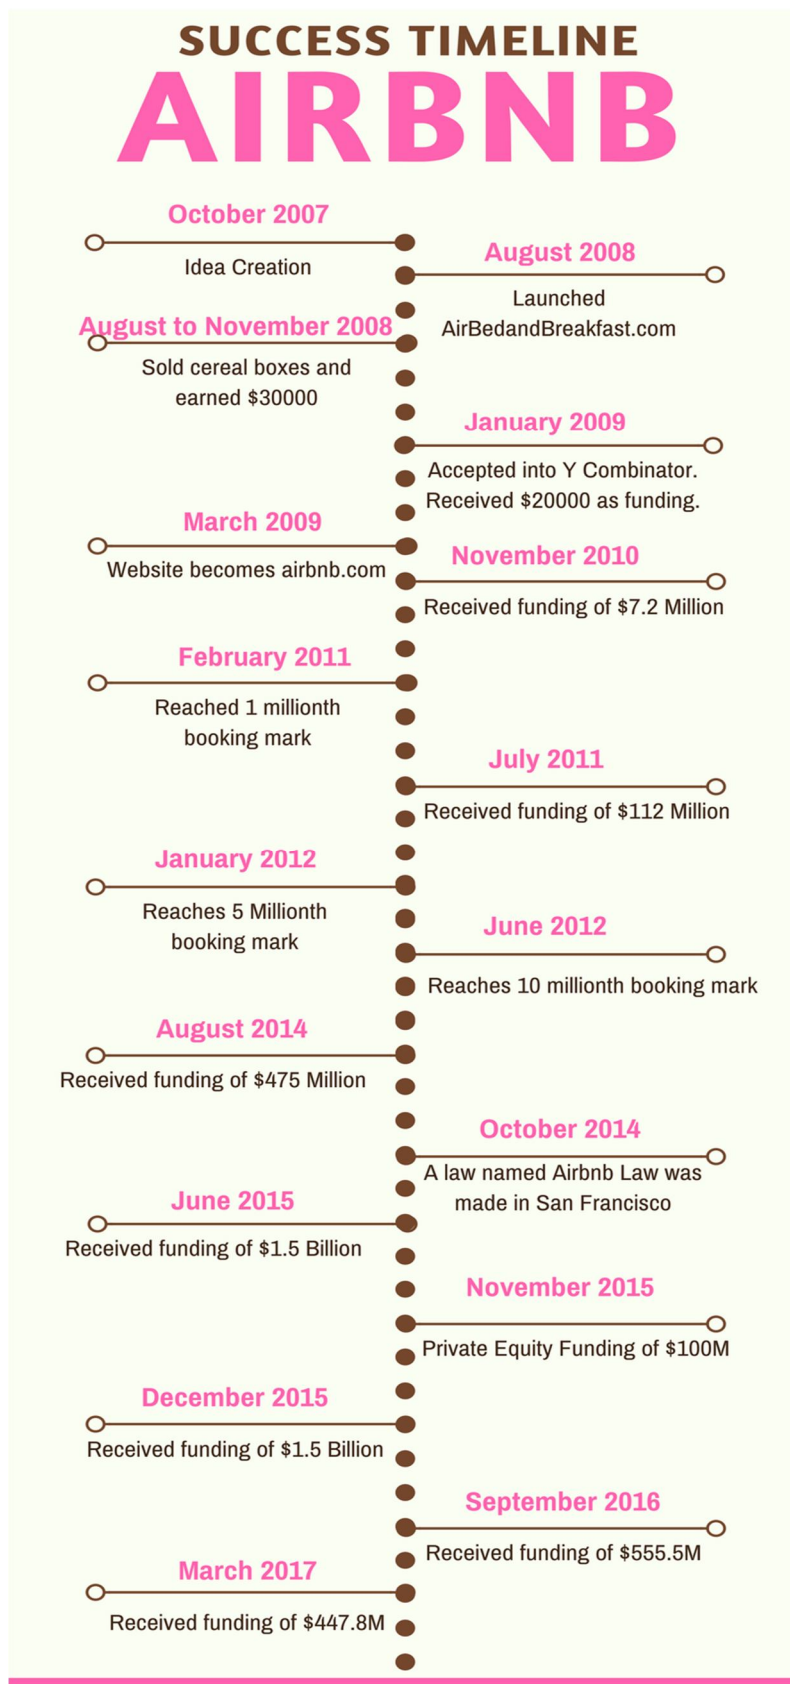 SUCCESS TIMELINE
AIRBNB
October 2007
Idea Creation
August 2008
Launched
AirBedandBreakfast.com
August to November 2008
Sold cereal boxes and
earned $30000
January 2009
Accepted into Y Combinator.
Received $20000 as funding.
March 2009
Website becomes airbnb.com
November 2010
Received funding of $7.2 Million
February 2011
Reached 1 millionth
booking mark
July 2011
Received funding of $112 Million
January 2012
Reaches 5 Millionth
booking mark
June 2012
Reaches 10 millionth booking mark
August 2014
Received funding of $475 Million
October 2014
A law named Airbnb Law was
made in San Francisco
June 2015
Received funding of $1.5 Billion
November 2015
Private Equity Funding of $100M
December 2015
Received funding of $1.5 Billion
September 2016
Received funding of $555.5M
March 2017
Received funding of $447.8M